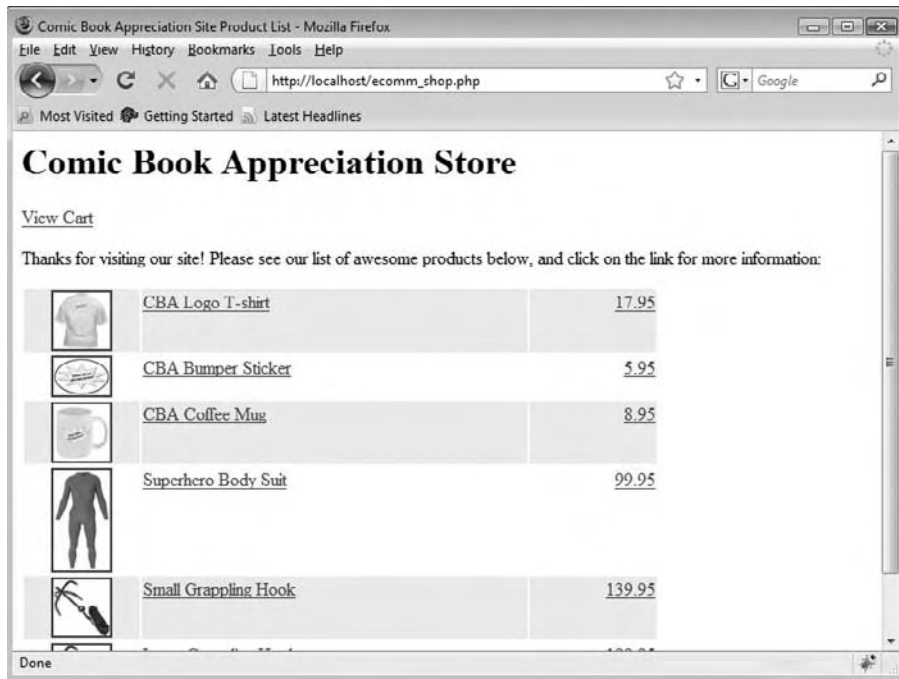 Comic Book Appreciation Site Product List - Mozilla Firefox
File Edit View History Bookmarks Tools Help
http://localhost/ecomm_shop.php
G Google
Most Visited Getting Started Latest Headlines
Comic Book Appreciation Store
View Cart
Thanks for visiting our site! Please see our list of awesome products below, and click on the link for more information:
CBA Logo T-shirt 17.95
CBA Bumper Sticker 5.95
CBA Coffee Mug 8.95
Superhero Body Suit 99.95
Small Grappling Hook 139.95
Done